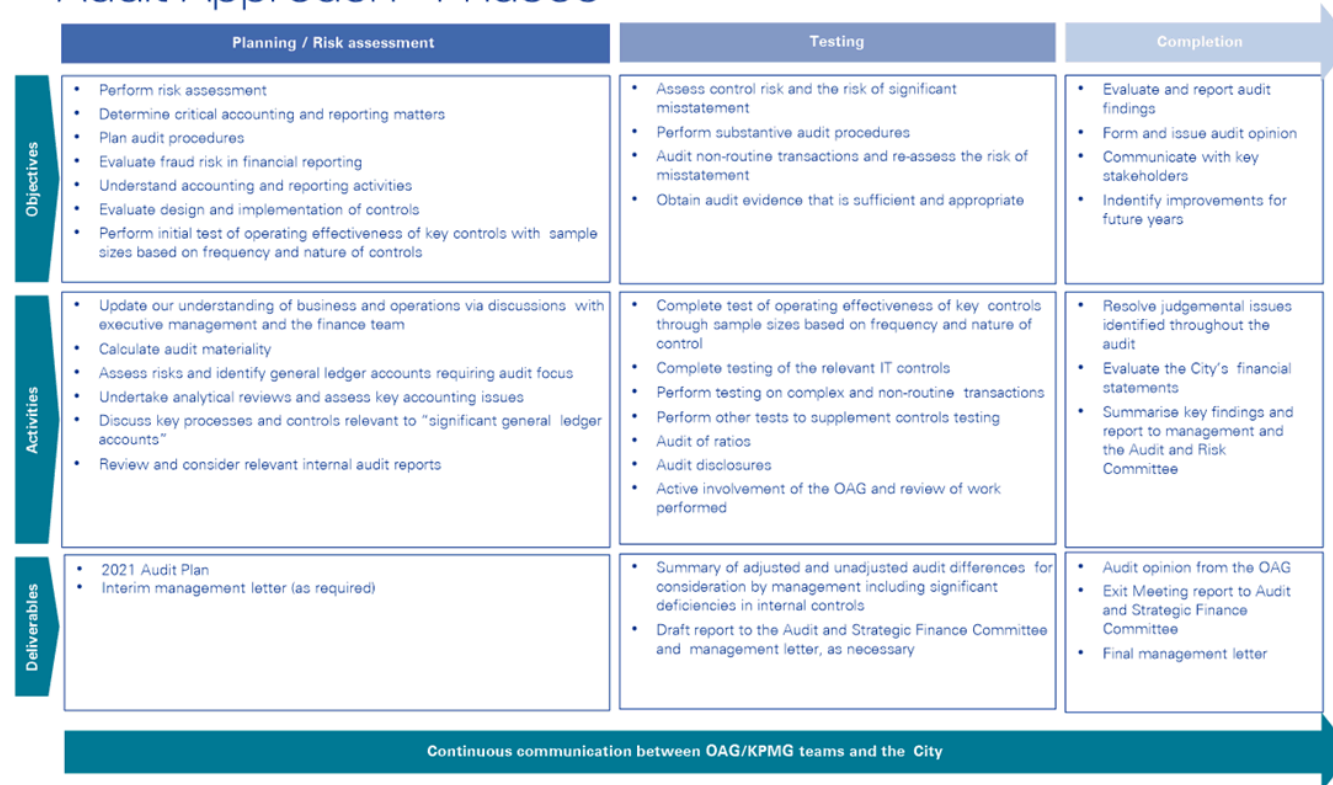 Audit Approach - Phases
Planning / Risk assessment
Testing
Completion
Objectives
• Perform risk assessment
• Determine critical accounting and reporting matters
• Plan audit procedures
• Evaluate fraud risk in financial reporting
• Understand accounting and reporting activities
• Evaluate design and implementation of controls
• Perform initial test of operating effectiveness of key controls with sample
sizes based on frequency and nature of controls
• Assess control risk and the risk of significant
misstatement
• Perform substantive audit procedures
• Audit non-routine transactions and re-assess the risk of
misstatement
• Obtain audit evidence that is sufficient and appropriate
• Evaluate and report audit
findings
• Form and issue audit opinion
• Communicate with key
stakeholders
• Indentify improvements for
future years
Activities
• Update our understanding of business and operations via discussions with
executive management and the finance team
• Calculate audit materiality
• Assess risks and identify general ledger accounts requiring audit focus
• Undertake analytical reviews and assess key accounting issues
• Discuss key processes and controls relevant to “significant general ledger
accounts”
• Review and consider relevant internal audit reports
• Complete test of operating effectiveness of key controls
through sample sizes based on frequency and nature of
control
• Complete testing of the relevant IT controls
• Perform testing on complex and non-routine transactions
• Perform other tests to supplement controls testing
• Audit of ratios
• Audit disclosures
• Active involvement of the OAG and review of work
performed
• Resolve judgemental issues
identified throughout the
audit
• Evaluate the City's financial
statements
• Summarise key findings and
report to management and
the Audit and Risk
Committee
Deliverables
• 2021 Audit Plan
• Interim management letter (as required)
• Summary of adjusted and unadjusted audit differences for
consideration by management including significant
deficiencies in internal controls
• Draft report to the Audit and Strategic Finance Committee
and management letter, as necessary
• Audit opinion from the OAG
• Exit Meeting report to Audit
and Strategic Finance
Committee
• Final management letter
Continuous communication between OAG/KPMG teams and the City